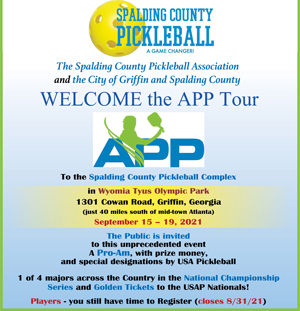 SPALDING COUNTY
PICKLEBALL
A GAME CHANGER!
The Spalding County Pickleball Association
and the City of Griffin and Spalding County
WELCOME the APP Tour
APP
To the Spalding County Pickleball Complex
in Wyomia Tyus Olympic Park
1301 Cowan Road, Griffin, Georgia
(just 40 miles south of mid-town Atlanta)
September 15 – 19, 2021
The Public is invited
to this unprecedented event
A Pro-Am, with prize money,
and special designations by USA Pickleball
1 of 4 majors across the Country in the National Championship
Series and Golden Tickets to the USAP Nationals!
Players - you still have time to Register (closes 8/31/21)